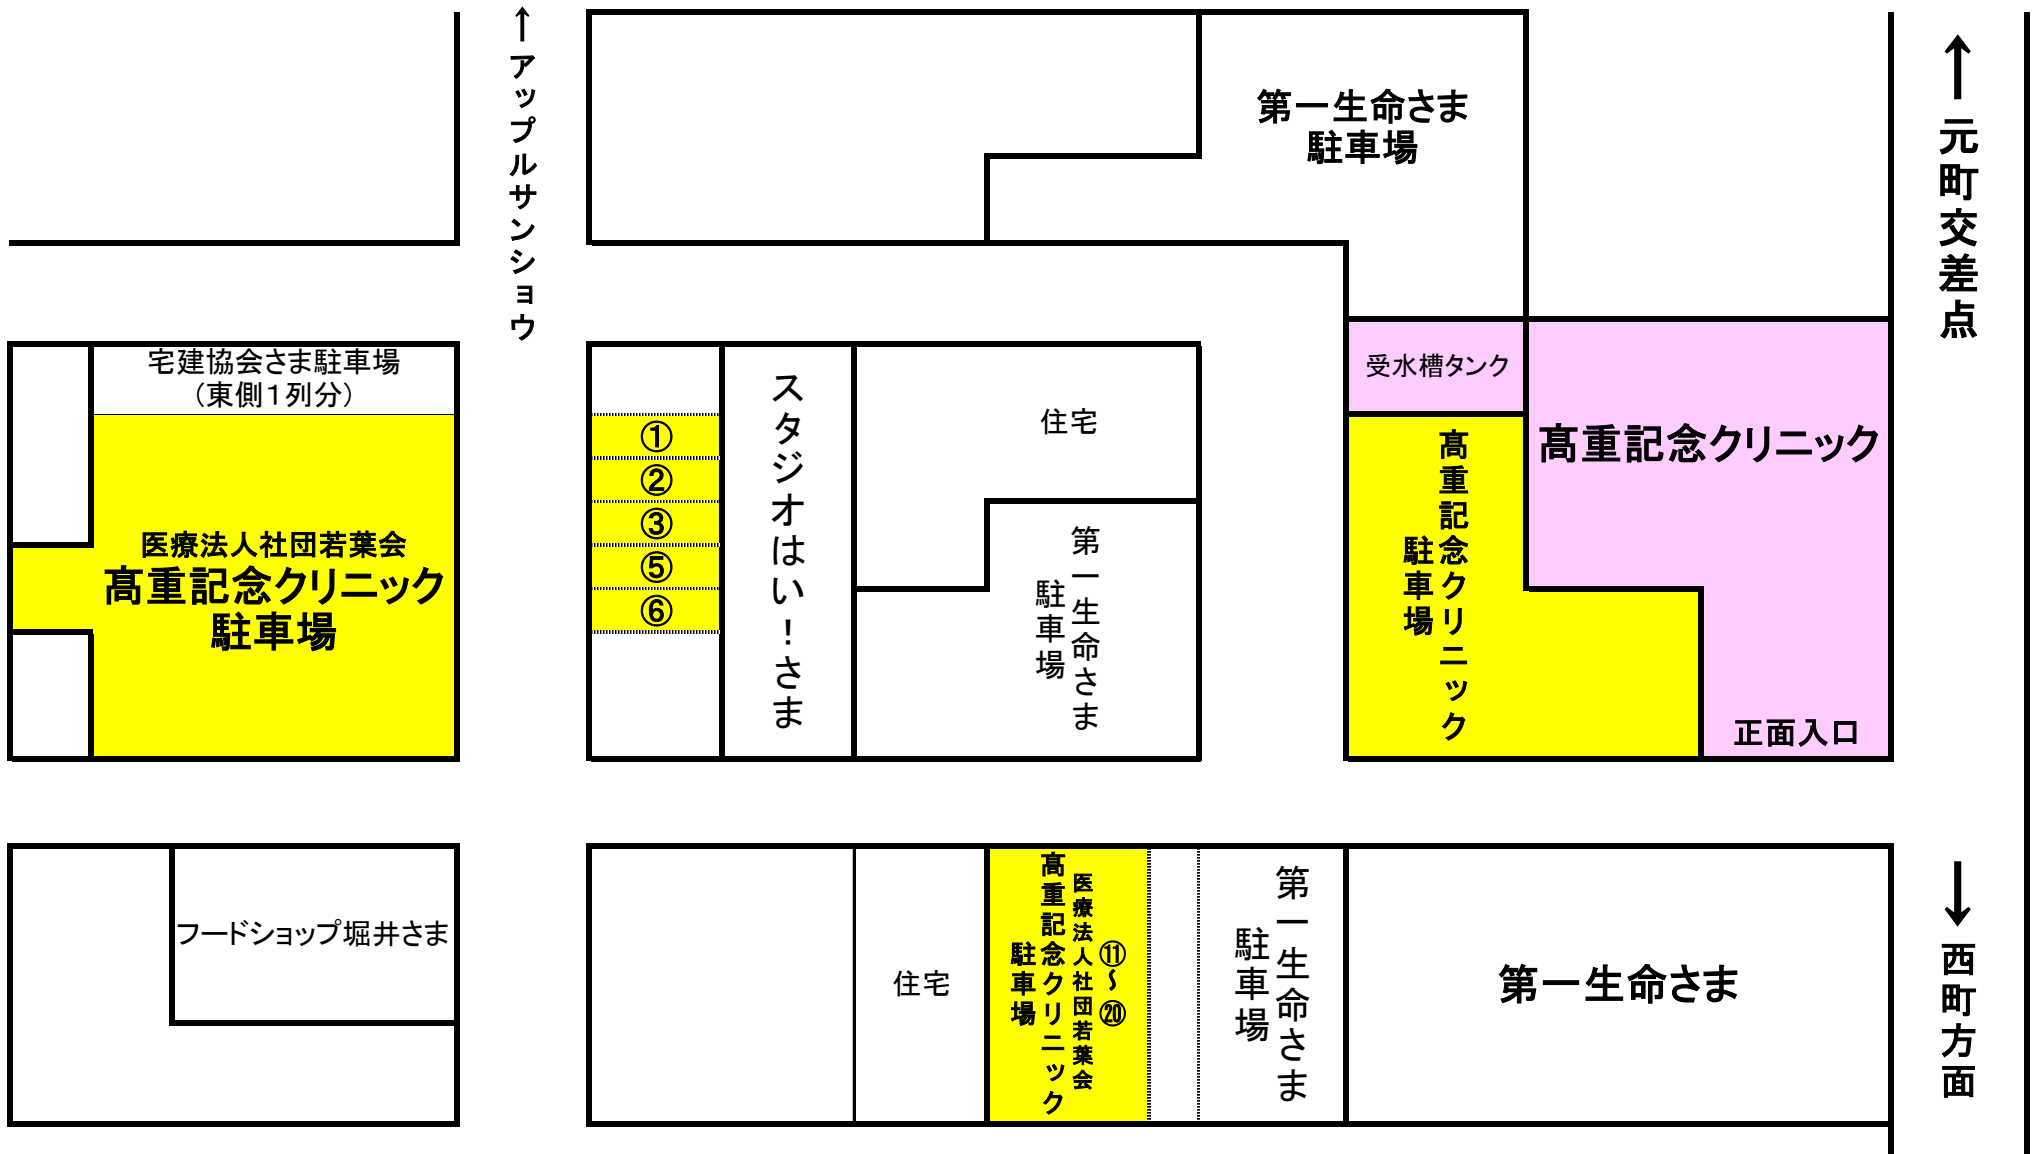 ←アップルサンショウ
第一生命さま
駐車場
↑元町交差点
宅建協会さま駐車場
（東側１列分）
医療法人社団若葉会
髙重記念クリニック
駐車場
①
②
③
⑤
⑥
スタジオはい！さま
住宅
第一生命さま
駐車場
受水槽タンク
髙重記念クリニック
駐車場
髙重記念クリニック
正面入口
フードショップ堀井さま
住宅
⑪～⑳
医療法人社団若葉会
髙重記念クリニック
駐車場
第一生命さま
駐車場
第一生命さま
↓西町方面